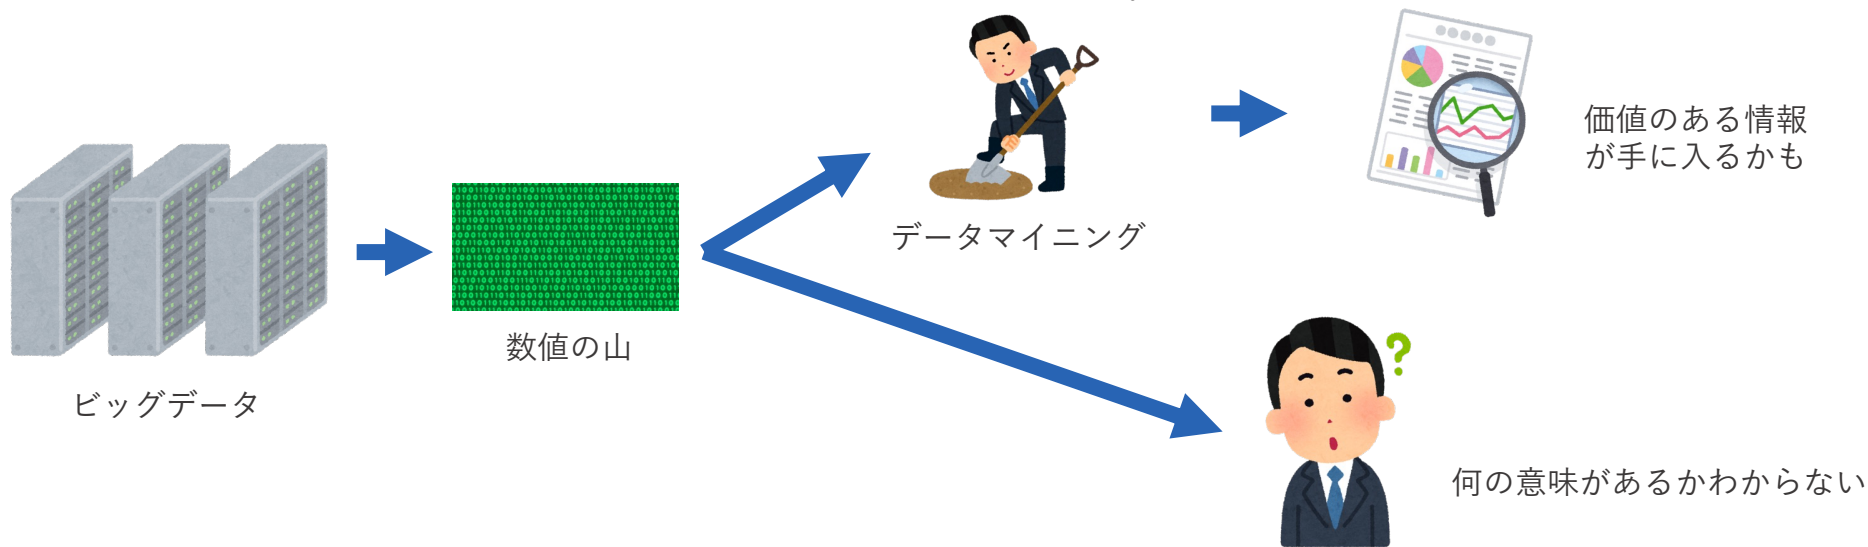 ビッグデータ
数値の山
データマイニング
価値のある情報
が手に入るかも
?
何の意味があるかわからない